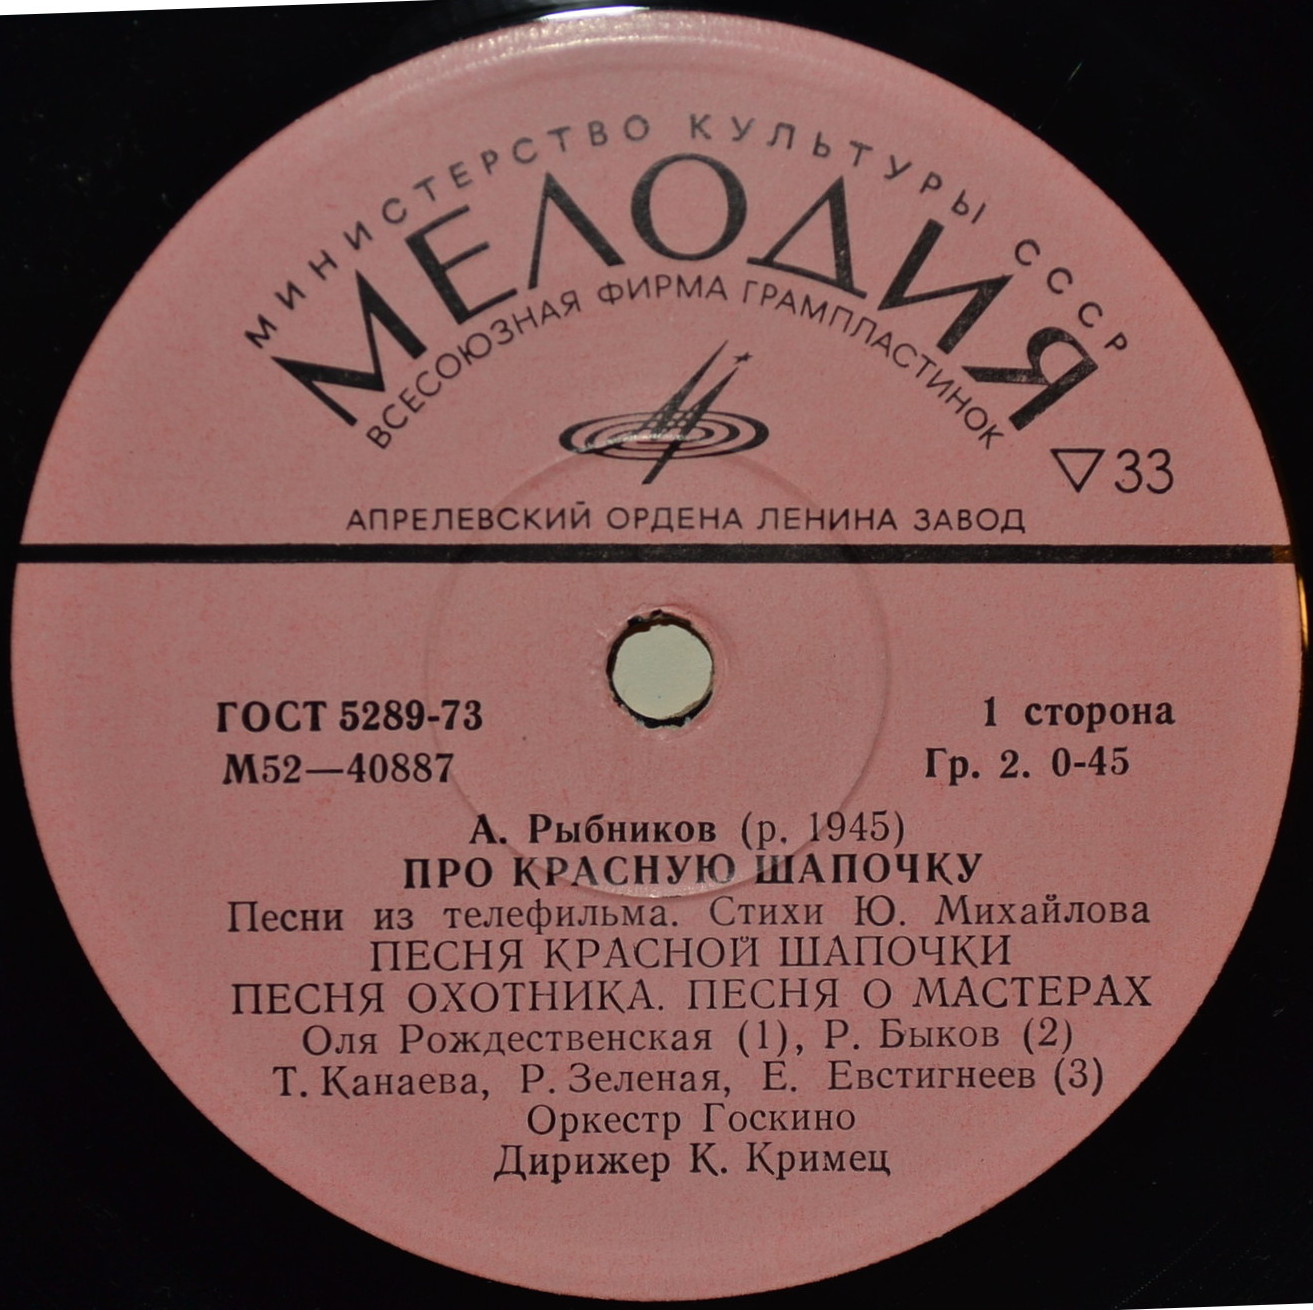 МИНИСТЕРСТВО КУЛЬТУРЫ СССР
МЕЛОДИЯ
ВСЕСОЮЗНАЯ ФИРМА ГРАМПЛАСТИНОК
▽33
АПРЕЛЕВСКИЙ ОРДЕНА ЛЕНИНА ЗАВОД
ГОСТ 5289-73
1 сторона
М52—40887
Гр. 2. 0-45
А. Рыбников (р. 1945)
ПРО КРАСНУЮ ШАПОЧКУ
Песни из телефильма. Стихи Ю. Михайлова
ПЕСНЯ КРАСНОЙ ШАПОЧКИ
ПЕСНЯ ОХОТНИКА. ПЕСНЯ О МАСТЕРАХ
Оля Рождественская (1), Р. Быков (2)
Т. Канаева, Р. Зеленая, Е. Евстигнеев (3)
Оркестр Госкино
Дирижер К. Кримец